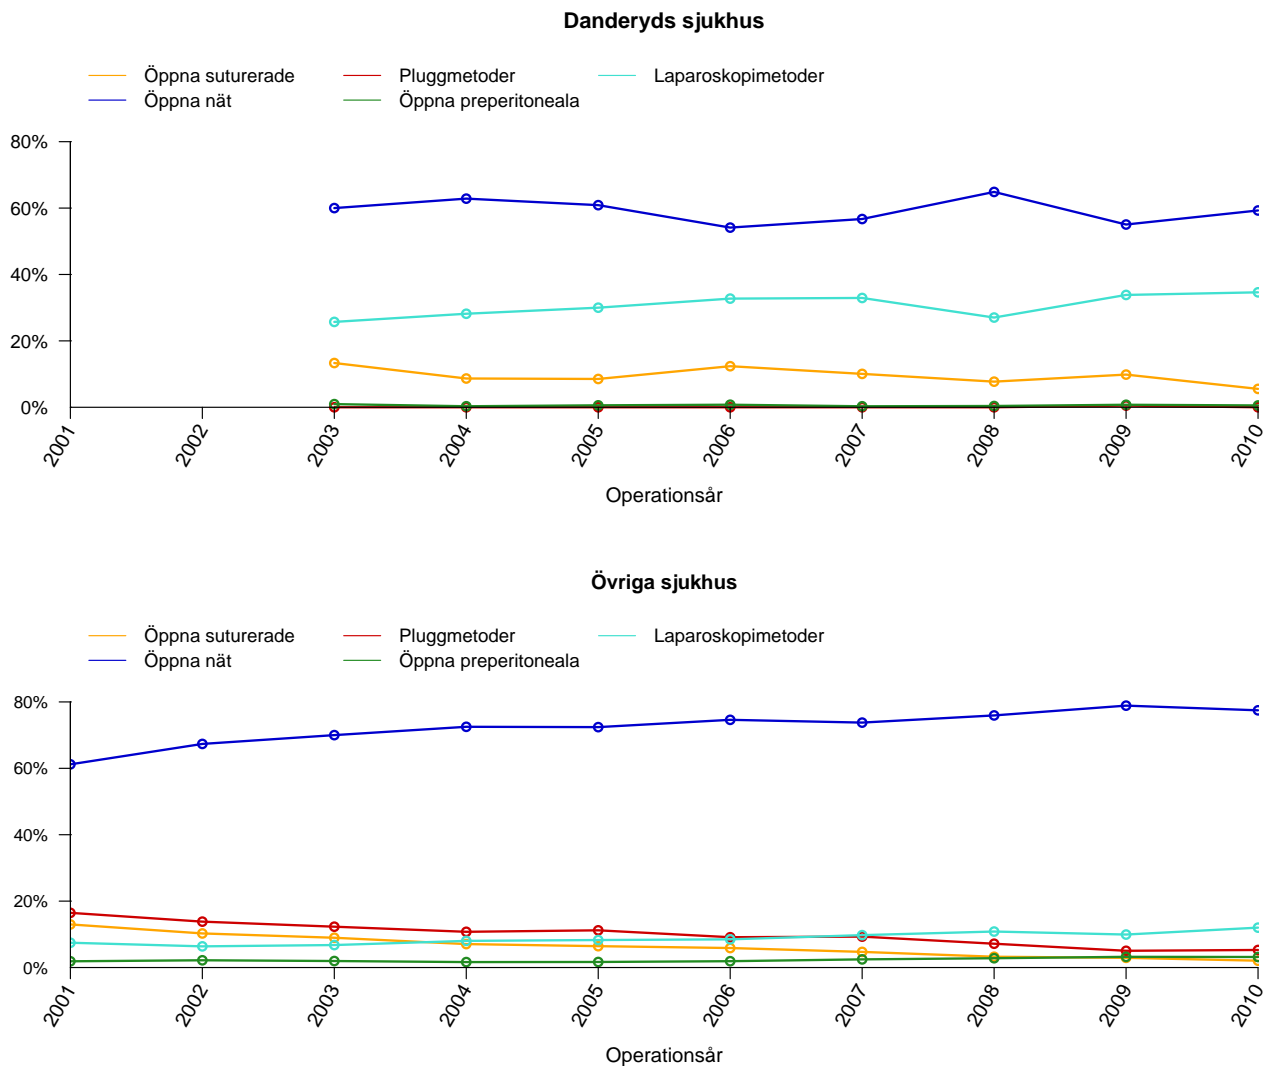 Danderyds sjukhus
Öppna suturerade Pluggmetoder Laparoskopimetoder
Öppna nät Öppna preperitoneala
80%
60%
40%
20%
0%
2001 2002 2003 2004 2005 2006 2007 2008 2009 2010
Operationsår
Övriga sjukhus
Öppna suturerade Pluggmetoder Laparoskopimetoder
Öppna nät Öppna preperitoneala
80%
60%
40%
20%
0%
2001 2002 2003 2004 2005 2006 2007 2008 2009 2010
Operationsår